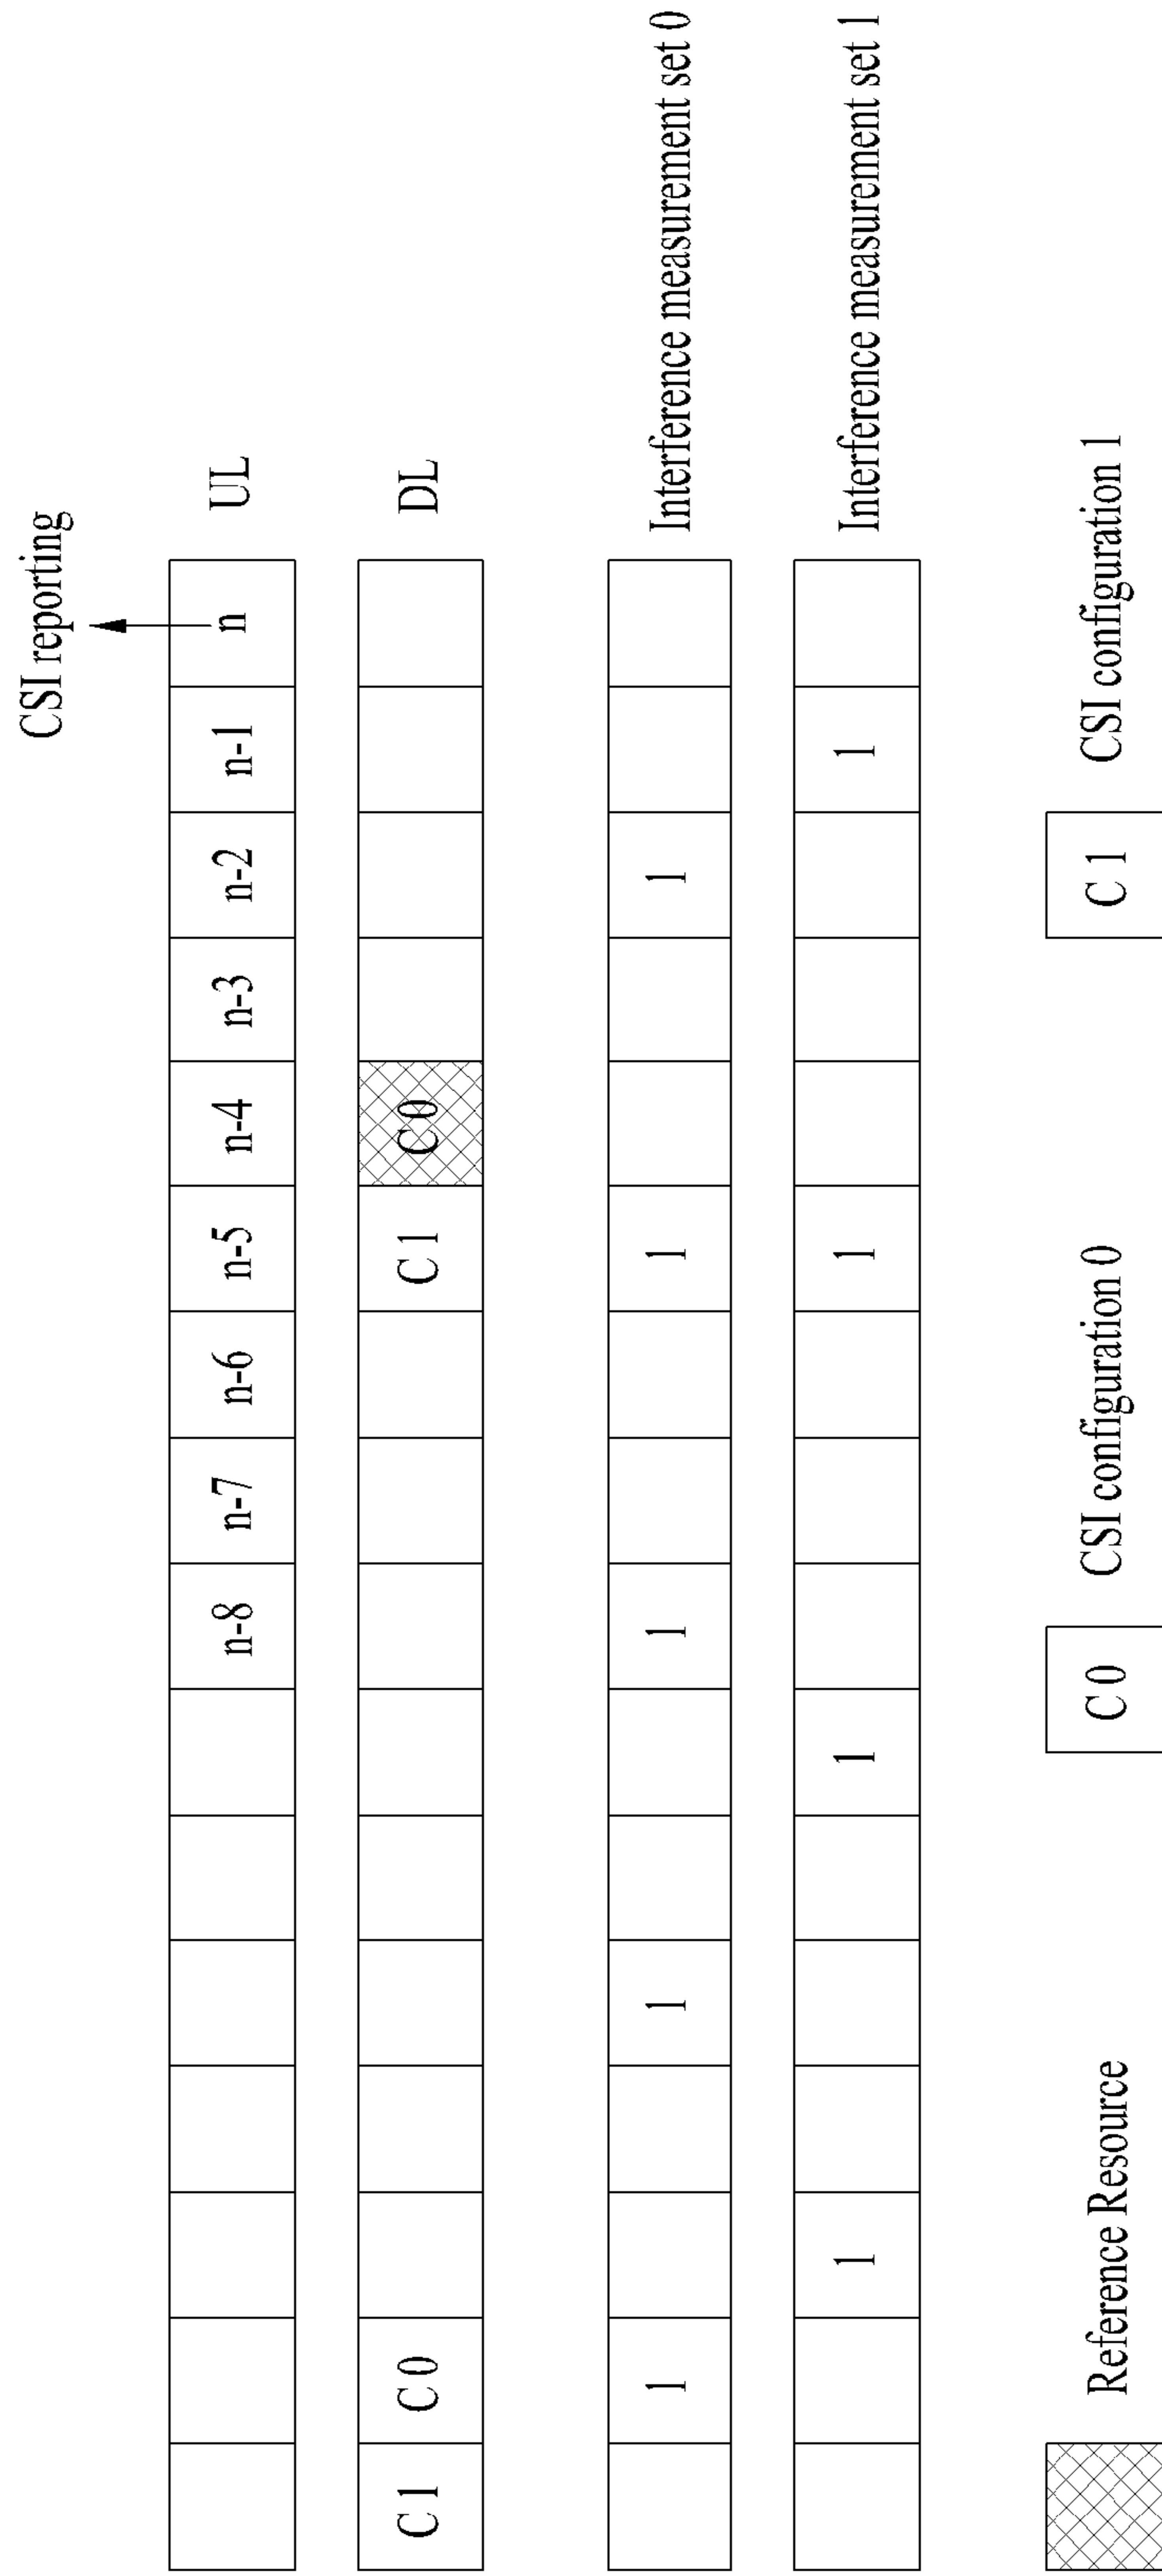 CSI reporting
n-8 n-7 n-6 n-5 n-4 n-3 n-2 n-1 n UL
C1 C0 C1 C0 DL
1 1 1 1 1 Interference measurement set 0
1 1 1 1 Interference measurement set 1
Reference Resource C0 CSI configuration 0 C1 CSI configuration 1